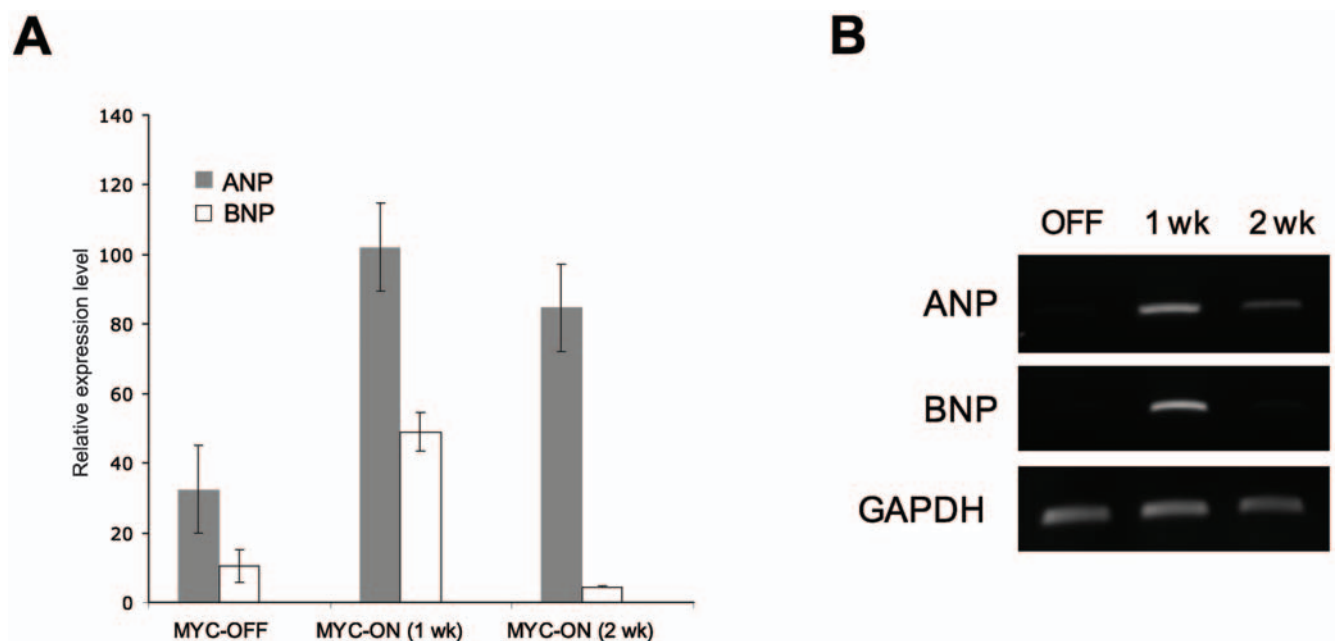 A
B
140
120
100
80
60
40
20
0
Relative expression level
ANP
BNP
MYC-OFF MYC-ON (1 wk) MYC-ON (2 wk)
OFF 1 wk 2 wk
ANP
BNP
GAPDH